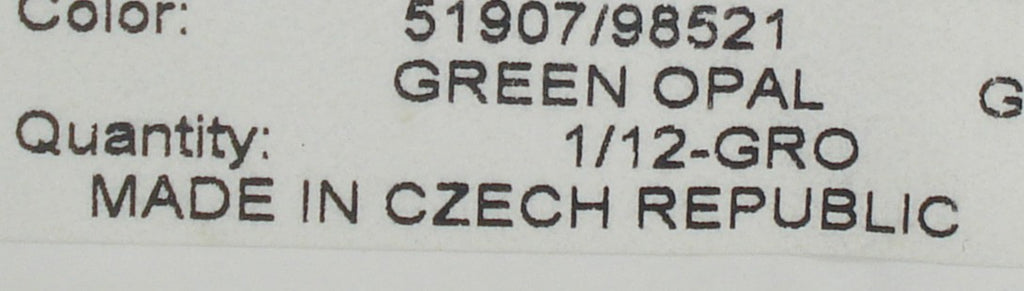 Color: 51907/98521
GREEN OPAL G
Quantity: 1/12-GRO
MADE IN CZECH REPUBLIC